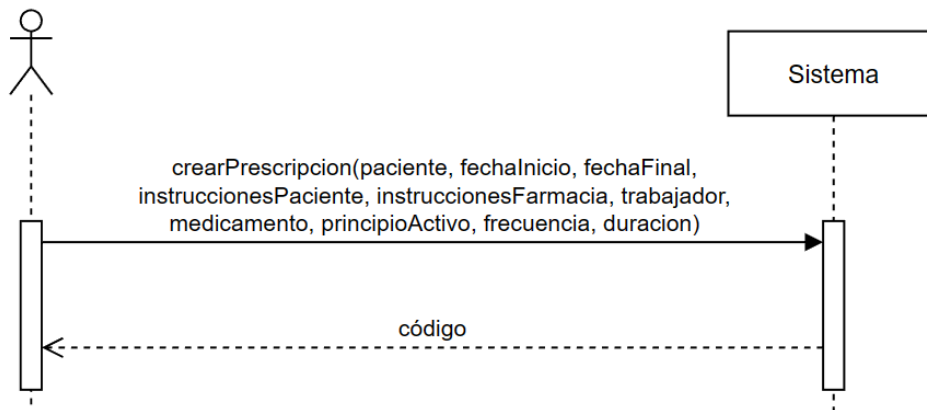 Sistema
crearPrescripcion(paciente, fechaInicio, fechaFinal,
instruccionesPaciente, instruccionesFarmacia, trabajador,
medicamento, principioActivo, frecuencia, duracion)
código